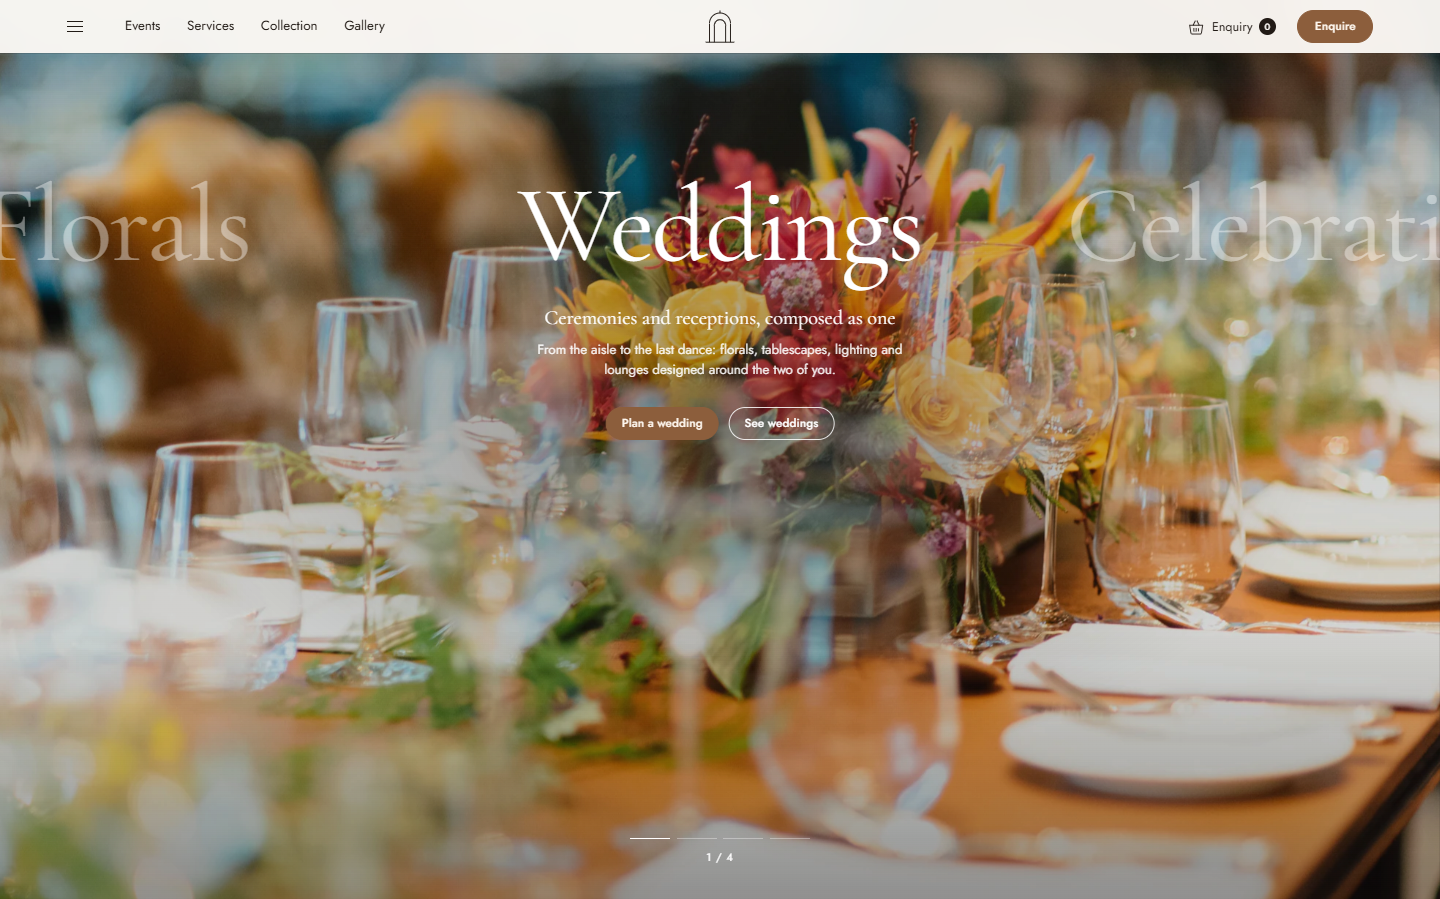 Events Services Collection Gallery
Enquiry 0 Enquire
Florals Weddings Celebrati
Ceremonies and receptions, composed as one
From the aisle to the last dance: florals, tablescapes, lighting and
lounges designed around the two of you.
Plan a wedding See weddings
1 / 4